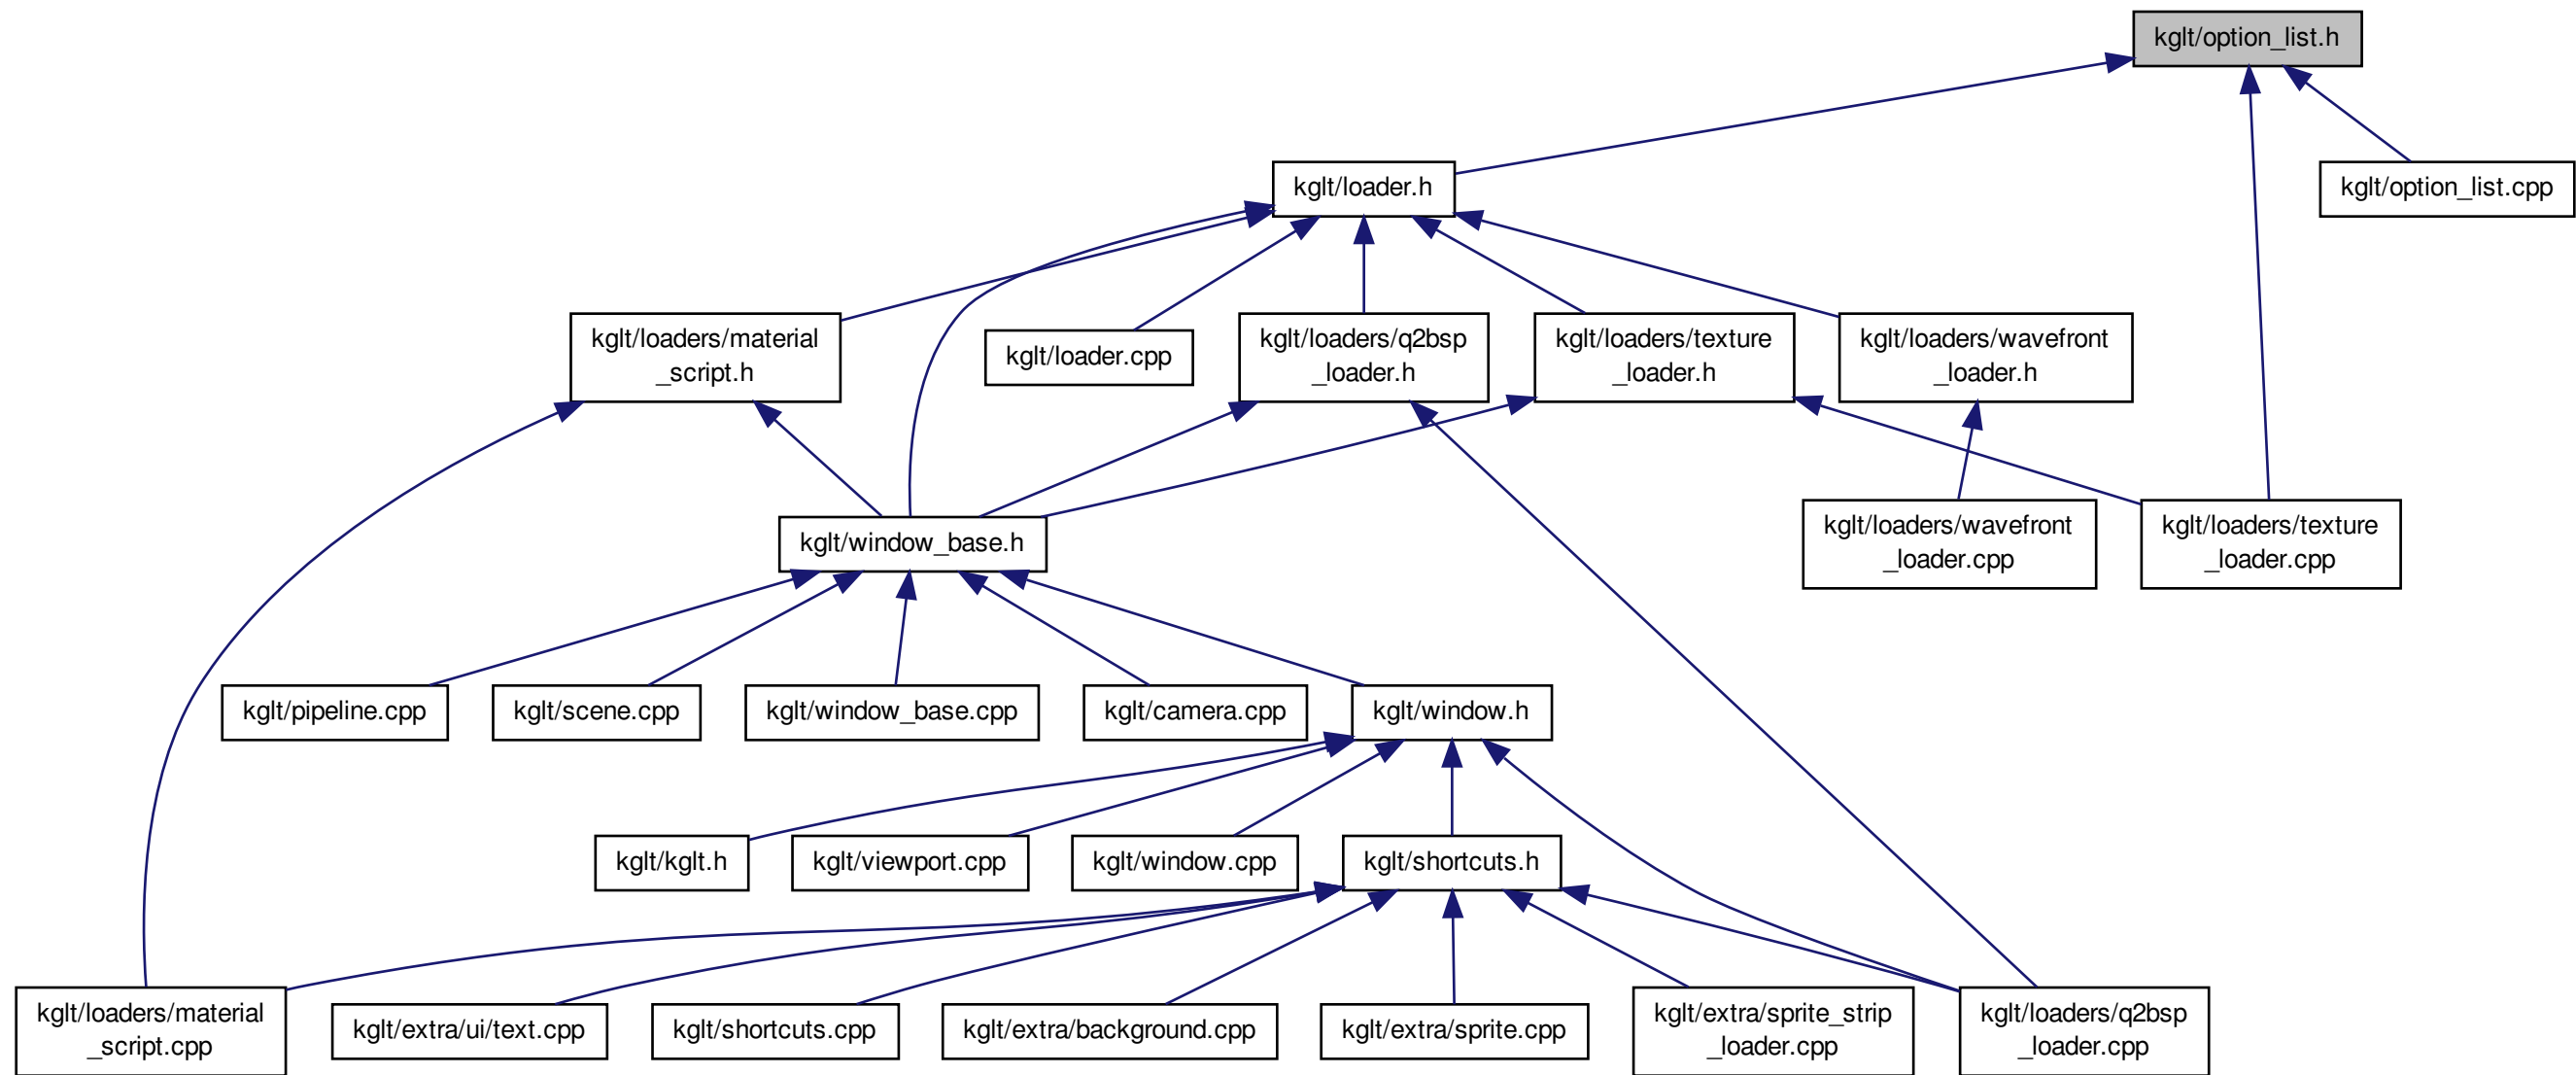 kglt/option_list.h
kglt/loader.h
kglt/option_list.cpp
kglt/loaders/material
_script.h
kglt/loader.cpp
kglt/loaders/q2bsp
_loader.h
kglt/loaders/texture
_loader.h
kglt/loaders/wavefront
_loader.h
kglt/window_base.h
kglt/loaders/wavefront
_loader.cpp
kglt/loaders/texture
_loader.cpp
kglt/pipeline.cpp
kglt/scene.cpp
kglt/window_base.cpp
kglt/camera.cpp
kglt/window.h
kglt/kglt.h
kglt/viewport.cpp
kglt/window.cpp
kglt/shortcuts.h
kglt/loaders/material
_script.cpp
kglt/extra/ui/text.cpp
kglt/shortcuts.cpp
kglt/extra/background.cpp
kglt/extra/sprite.cpp
kglt/extra/sprite_strip
_loader.cpp
kglt/loaders/q2bsp
_loader.cpp